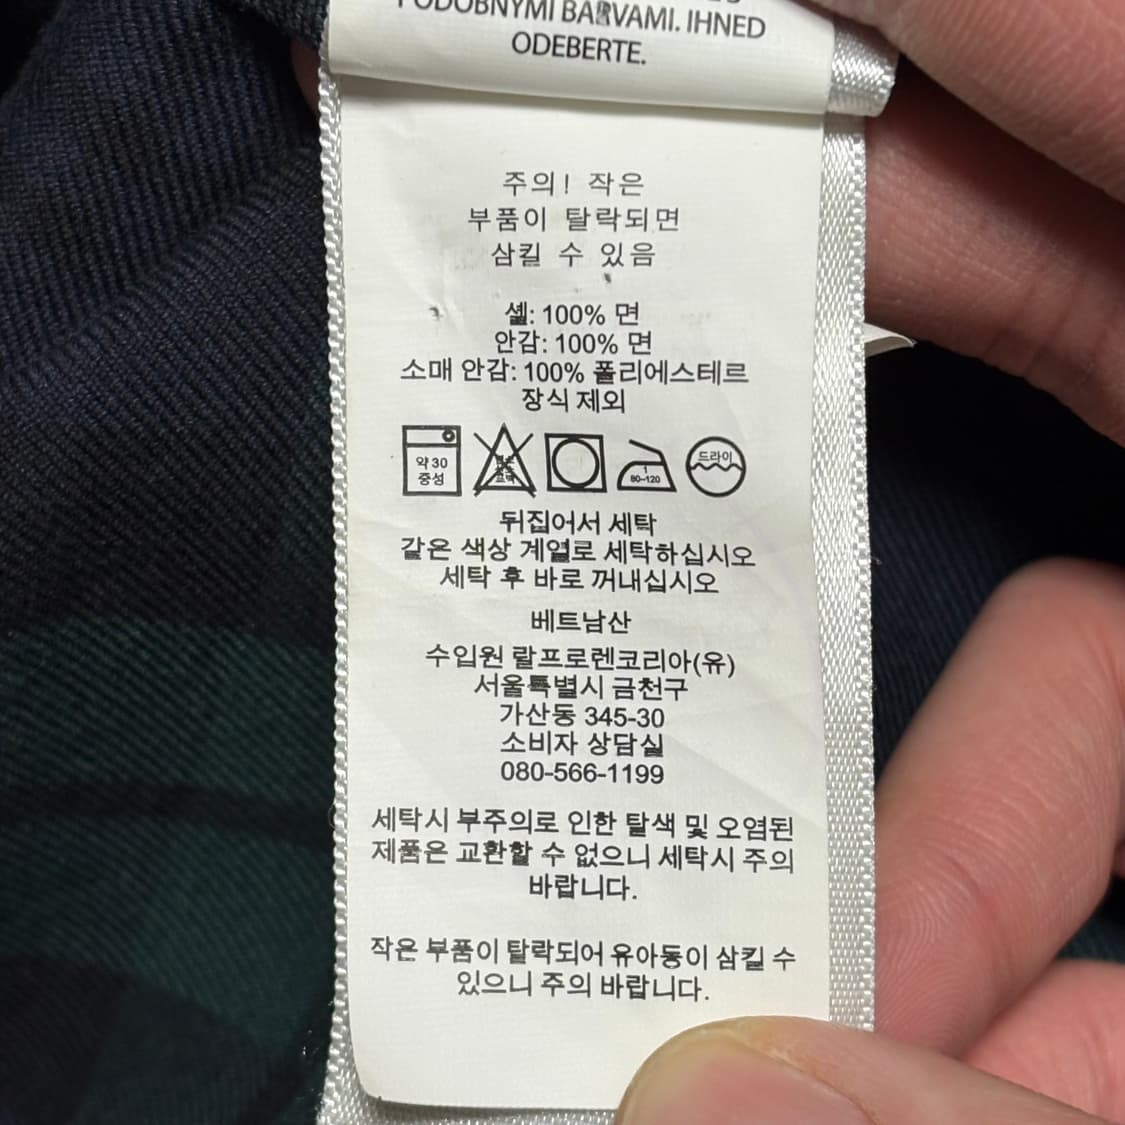 PODOBNÝMI BARVAMI. IHNED
ODEBERTE.
주의! 작은
부품이 탈락되면
삼킬 수 있음
쉘: 100% 면
안감: 100% 면
소매 안감: 100% 폴리에스테르
장식 제외
약 30
중성
1
80~120
드라이
뒤집어서 세탁
같은 색상 계열로 세탁하십시오
세탁 후 바로 꺼내십시오
베트남산
수입원 랄프로렌코리아(유)
서울특별시 금천구
가산동 345-30
소비자 상담실
080-566-1199
세탁시 부주의로 인한 탈색 및 오염된
제품은 교환할 수 없으니 세탁시 주의
바랍니다.
작은 부품이 탈락되어 유아동이 삼킬 수
있으니 주의 바랍니다.